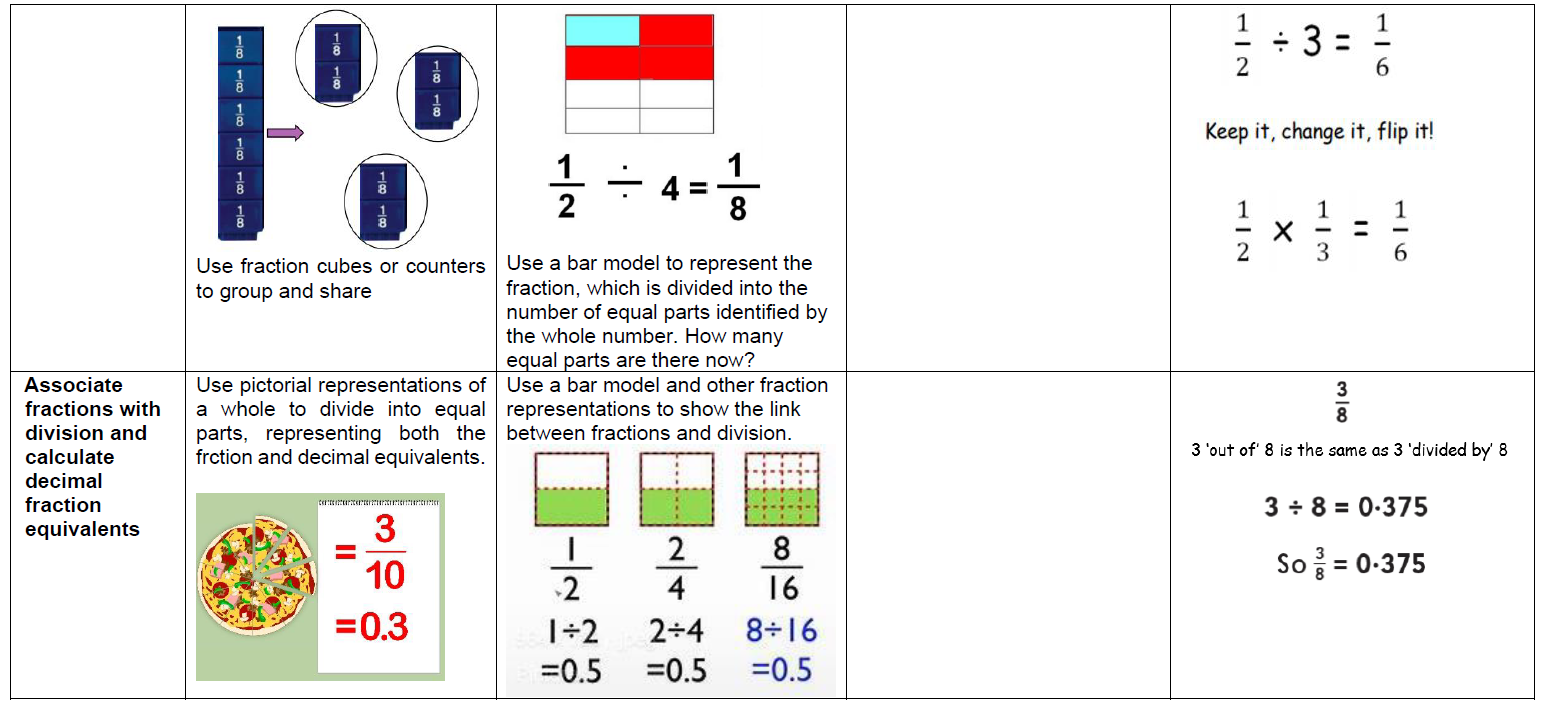 1/8
1/8
1/8
1/8
1/8
1/8
1/8
1/8
1/8
1/8
1/8
1/8
Use fraction cubes or counters
to group and share
1/2 ÷ 4 = 1/8
Use a bar model to represent the
fraction, which is divided into the
number of equal parts identified by
the whole number. How many
equal parts are there now?
1/2 ÷ 3 = 1/6
Keep it, change it, flip it!
1/2 × 1/3 = 1/6
Associate
fractions with
division and
calculate
decimal
fraction
equivalents
Use pictorial representations of
a whole to divide into equal
parts, representing both the
frction and decimal equivalents.
= 3/10
=0.3
Use a bar model and other fraction
representations to show the link
between fractions and division.
1/2 2/4 8/16
1÷2 2÷4 8÷16
=0.5 =0.5 =0.5
3/8
3 'out of' 8 is the same as 3 'divided by' 8
3 ÷ 8 = 0·375
So 3/8 = 0·375